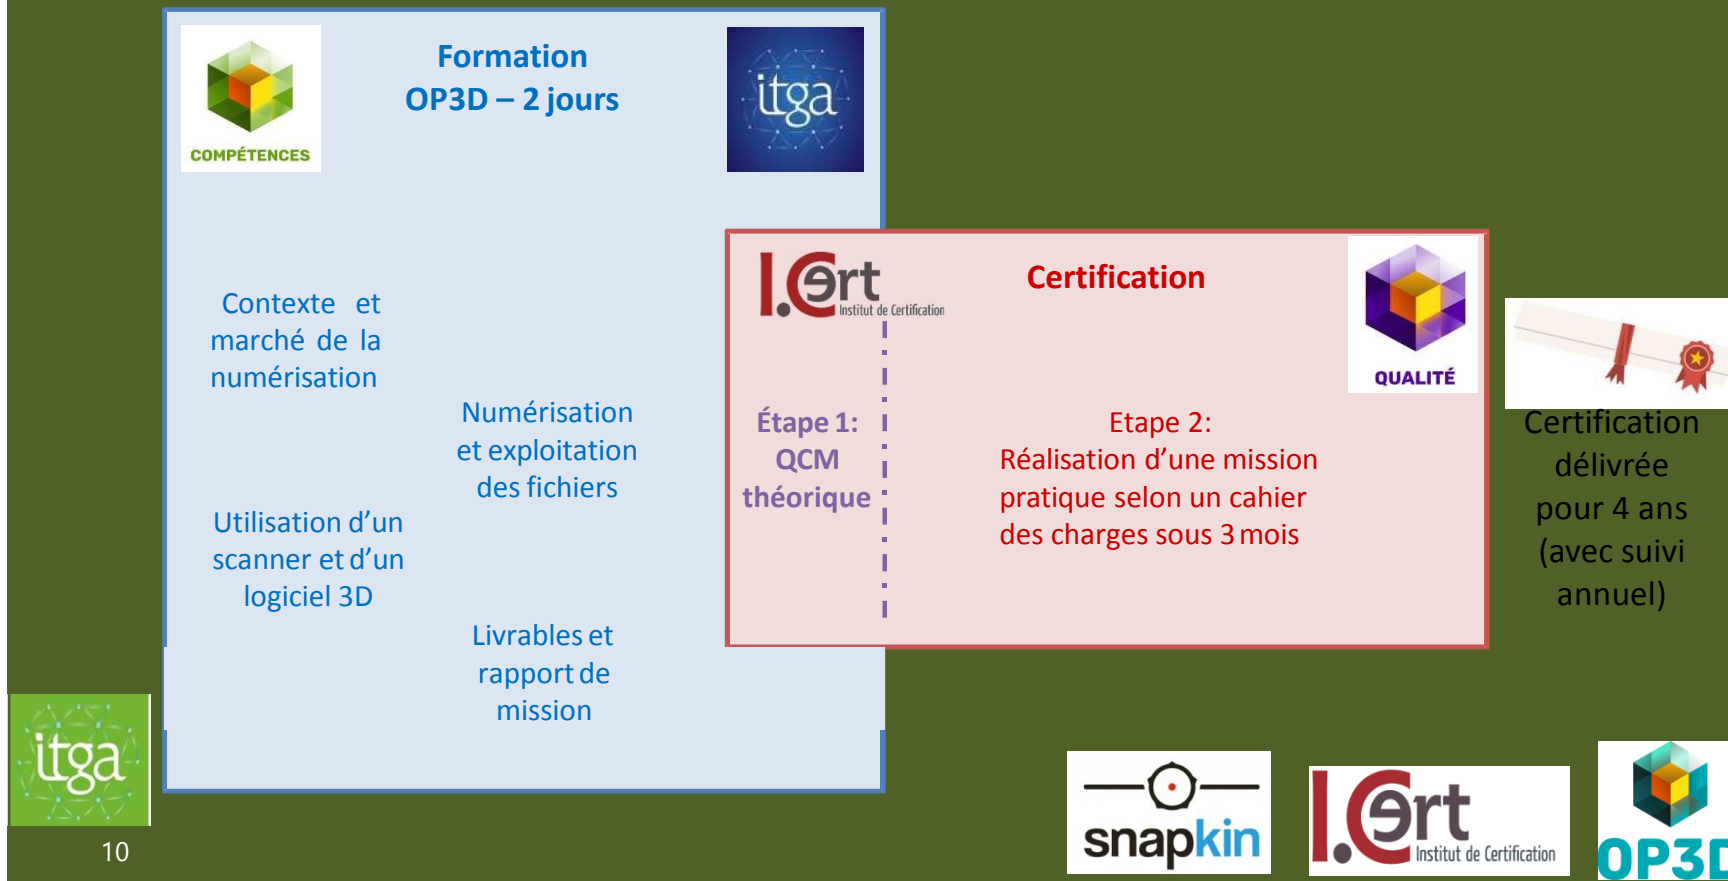 Formation
OP3D – 2 jours
COMPÉTENCES
itga
Contexte et
marché de la
numérisation
Numérisation
et exploitation
des fichiers
Utilisation d’un
scanner et d’un
logiciel 3D
Livrables et
rapport de
mission
I.Cert
Institut de Certification
Certification
QUALITÉ
Étape 1:
QCM
théorique
Etape 2:
Réalisation d’une mission
pratique selon un cahier
des charges sous 3 mois
Certification
délivrée
pour 4 ans
(avec suivi
annuel)
itga
10
snapkin
I.Cert
Institut de Certification
OP3D